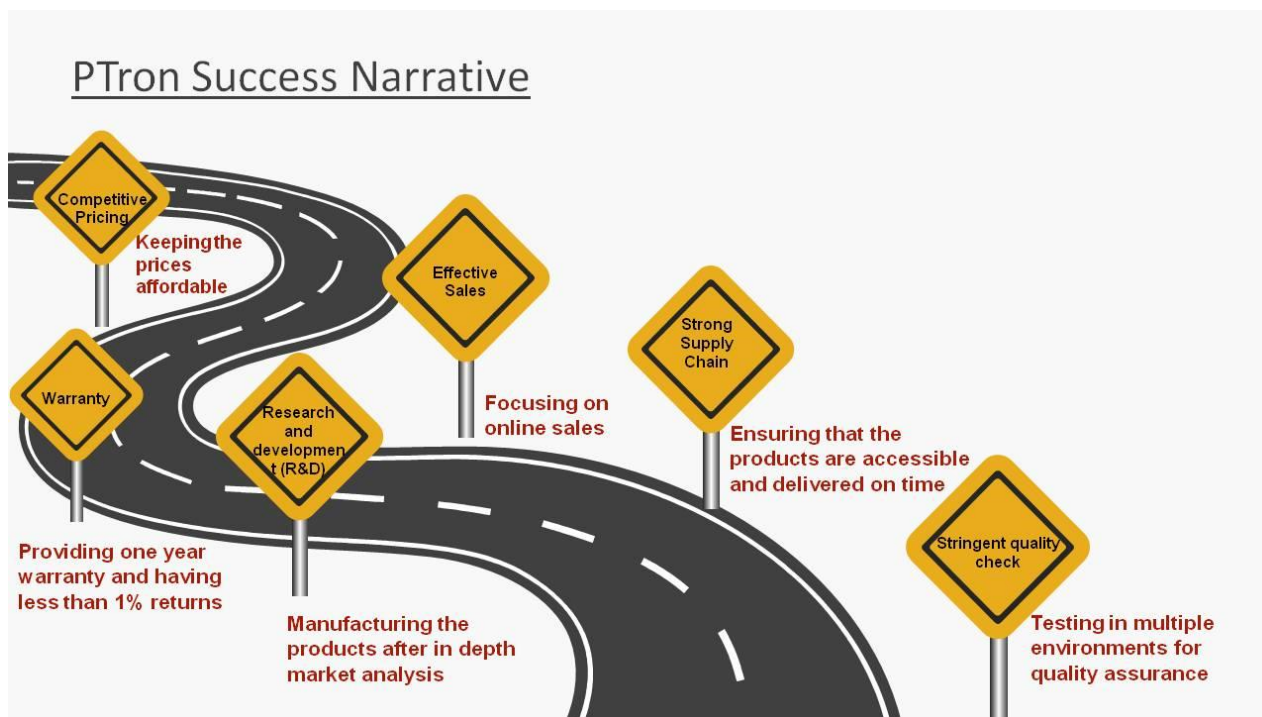 PTron Success Narrative
Competitive
Pricing
Keeping the
prices
affordable
Effective
Sales
Focusing on
online sales
Strong
Supply
Chain
Ensuring that the
products are accessible
and delivered on time
Warranty
Providing one year
warranty and having
less than 1% returns
Research
and
developmen
t (R&D)
Manufacturing the
products after in depth
market analysis
Stringent quality
check
Testing in multiple
environments for
quality assurance